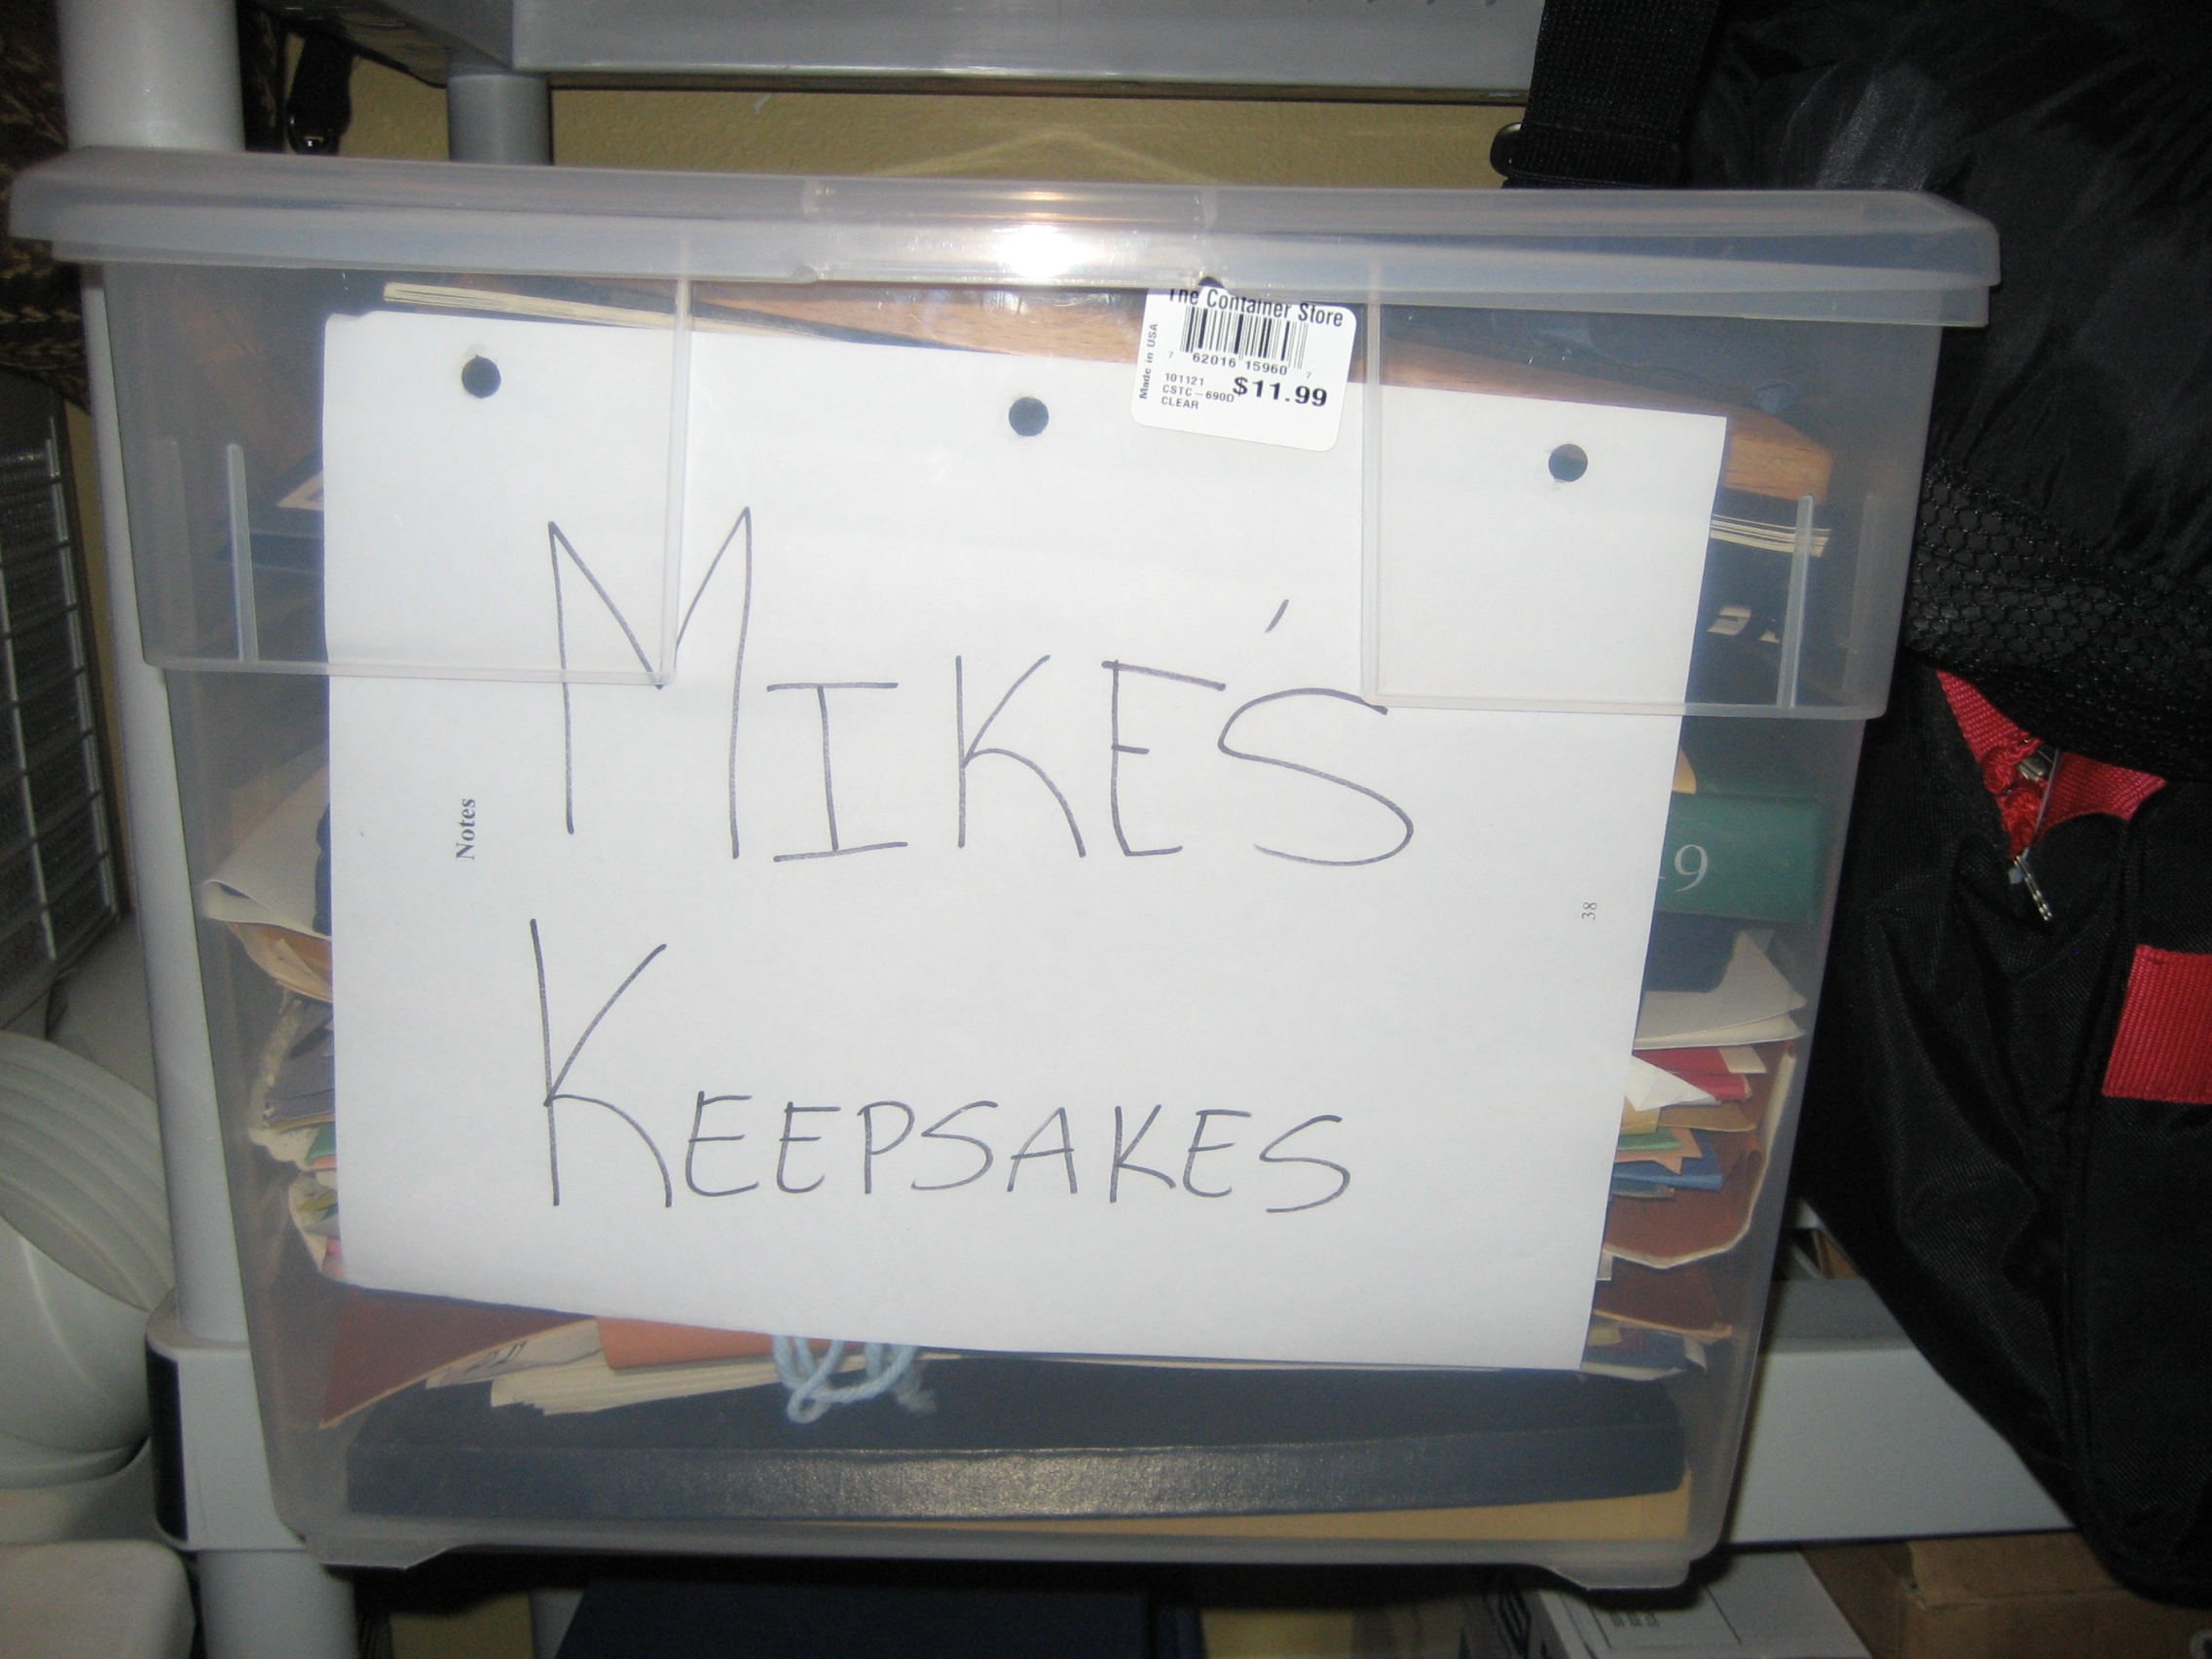 The Container Store
Made in USA
7 62016 15960 7
101121
CSTC-690D
CLEAR
$11.99
MIKE'S
KEEPSAKES
Notes
38
9